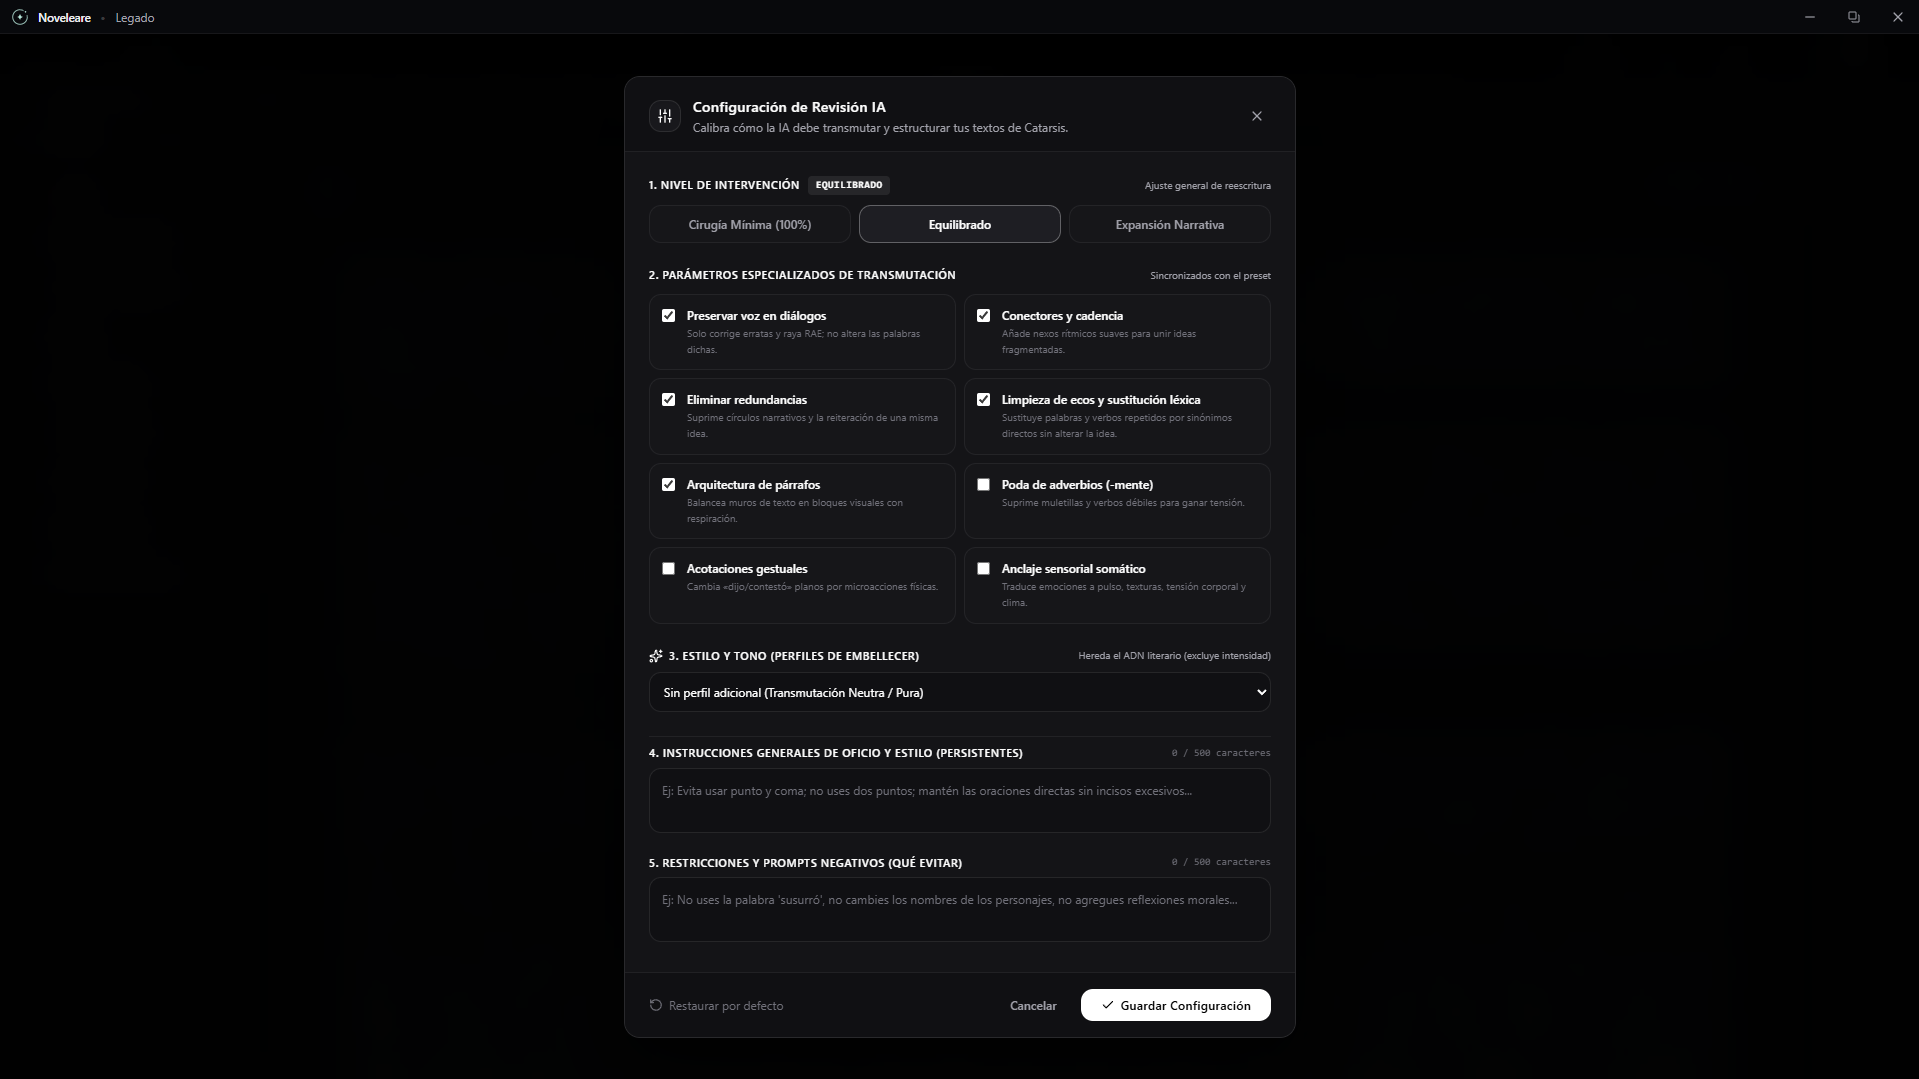 Noveleare • Legado
Configuración de Revisión IA
Calibra cómo la IA debe transmutar y estructurar tus textos de Catarsis.
1. NIVEL DE INTERVENCIÓN EQUILIBRADO Ajuste general de reescritura
Cirugía Mínima (100%) Equilibrado Expansión Narrativa
2. PARÁMETROS ESPECIALIZADOS DE TRANSMUTACIÓN Sincronizados con el preset
Preservar voz en diálogos
Solo corrige erratas y raya RAE; no altera las palabras
dichas.
Conectores y cadencia
Añade nexos rítmicos suaves para unir ideas
fragmentadas.
Eliminar redundancias
Suprime círculos narrativos y la reiteración de una misma
idea.
Limpieza de ecos y sustitución léxica
Sustituye palabras y verbos repetidos por sinónimos
directos sin alterar la idea.
Arquitectura de párrafos
Balancea muros de texto en bloques visuales con
respiración.
Poda de adverbios (-mente)
Suprime muletillas y verbos débiles para ganar tensión.
Acotaciones gestuales
Cambia «dijo/contestó» planos por microacciones físicas.
Anclaje sensorial somático
Traduce emociones a pulso, texturas, tensión corporal y
clima.
3. ESTILO Y TONO (PERFILES DE EMBELLECER) Hereda el ADN literario (excluye intensidad)
Sin perfil adicional (Transmutación Neutra / Pura)
4. INSTRUCCIONES GENERALES DE OFICIO Y ESTILO (PERSISTENTES) 0 / 500 caracteres
Ej: Evita usar punto y coma; no uses dos puntos; mantén las oraciones directas sin incisos excesivos...
5. RESTRICCIONES Y PROMPTS NEGATIVOS (QUÉ EVITAR) 0 / 500 caracteres
Ej: No uses la palabra 'susurró', no cambies los nombres de los personajes, no agregues reflexiones morales...
Restaurar por defecto Cancelar Guardar Configuración